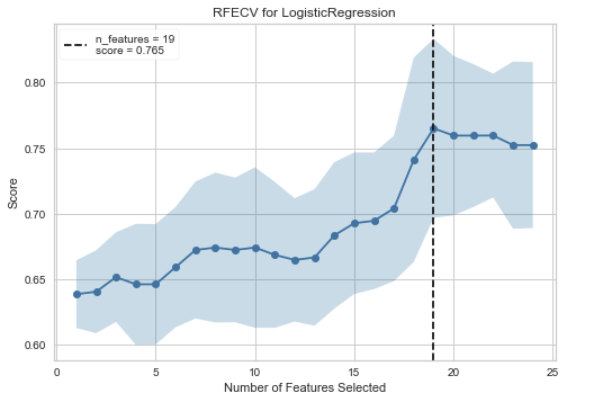 RFECV for LogisticRegression
n_features = 19
score = 0.765
0.80
0.75
0.70
0.65
0.60
Score
0 5 10 15 20 25
Number of Features Selected